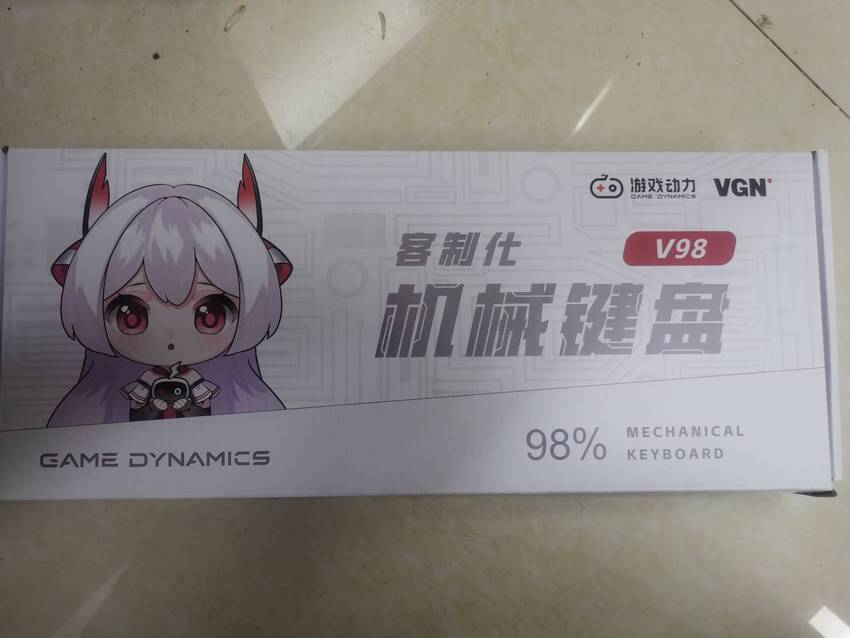 游戏动力 VGN
GAME DYNAMICS
客制化 V98
机械键盘
GAME DYNAMICS
98% MECHANICAL
KEYBOARD